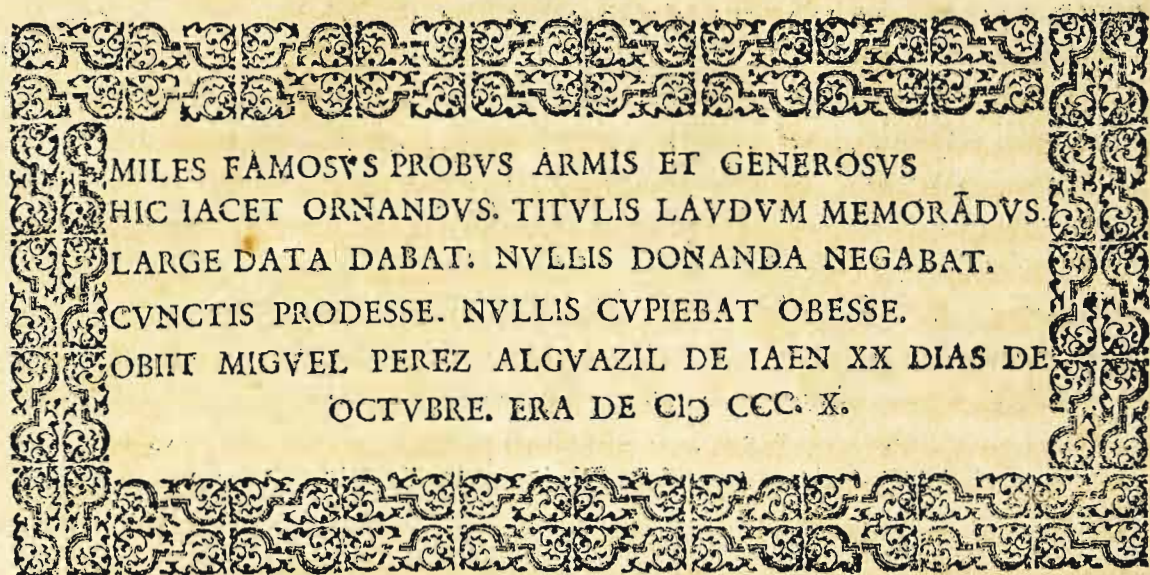 MILES FAMOSVS PROBVS ARMIS ET GENEROSVS
HIC IACET ORNANDVS. TITVLIS LAVDVM MEMORĀDVS.
LARGE DATA DABAT. NVLLIS DONANDA NEGABAT.
CVNCTIS PRODESSE. NVLLIS CVPIEBAT OBESSE.
OBIIT MIGVEL PEREZ ALGVAZIL DE IAEN XX DIAS DE
OCTVBRE. ERA DE CIↃ CCC. X.